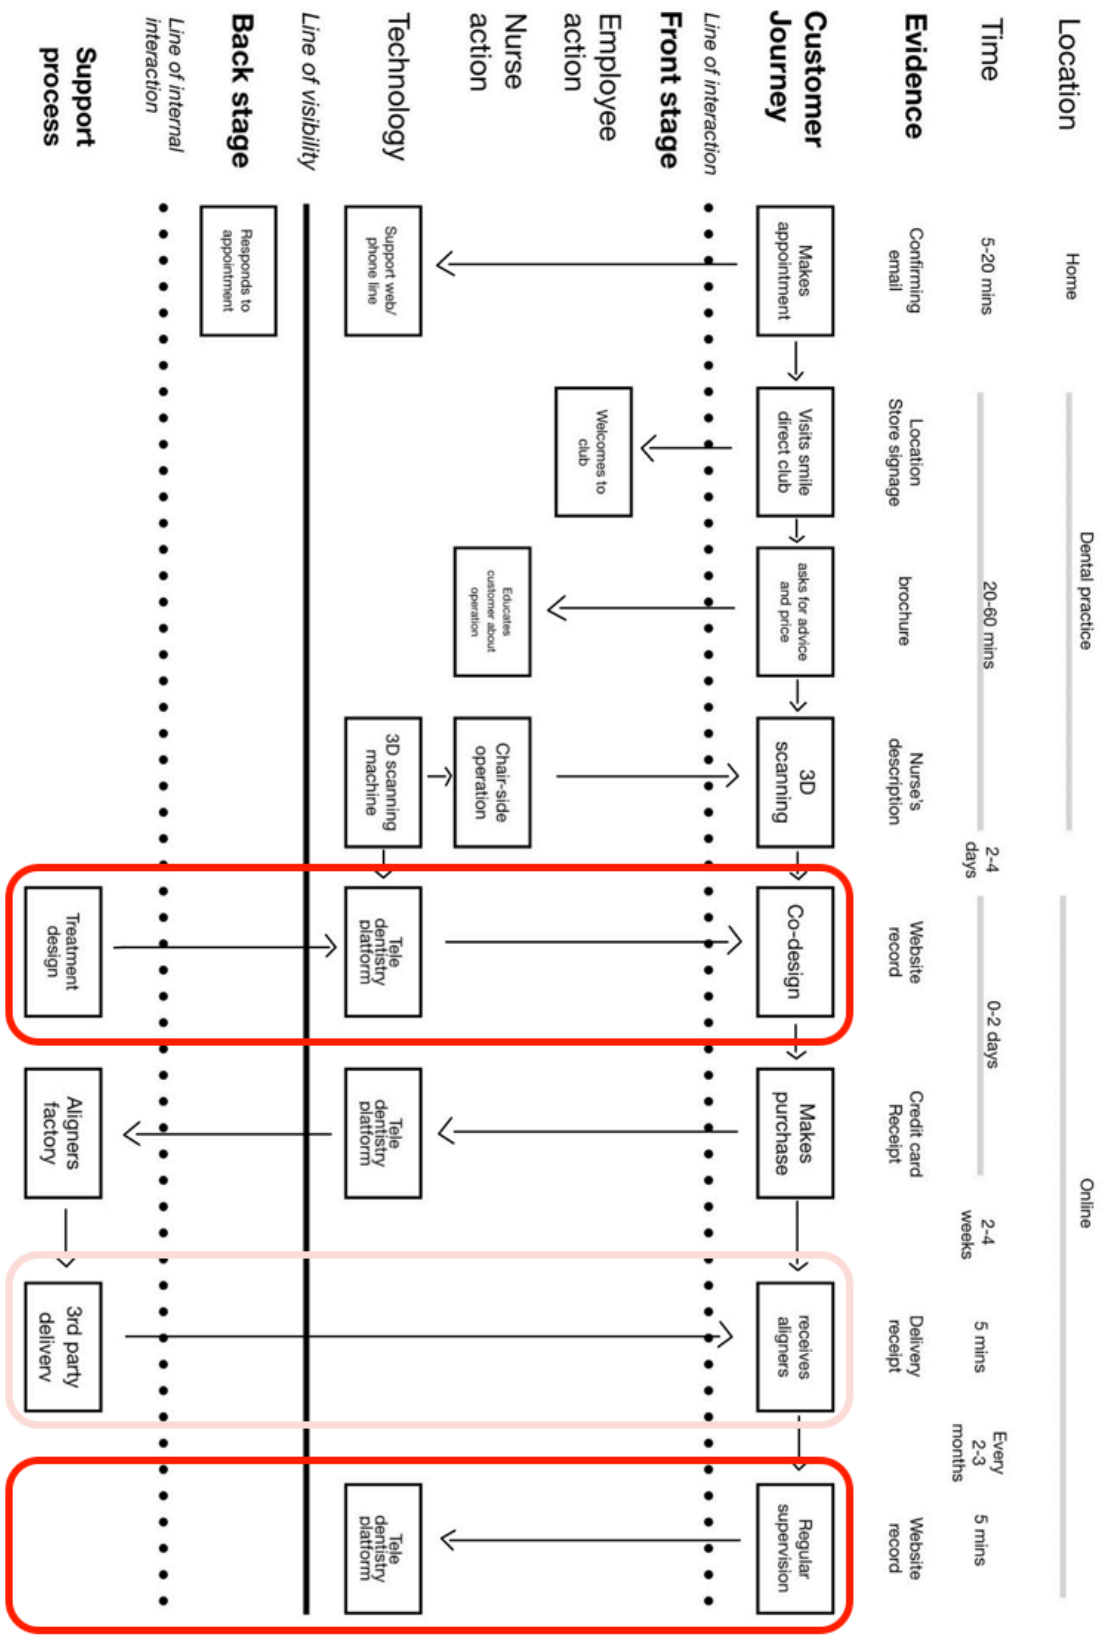 Location
Home
Dental practice
Online
Time
5-20 mins
20-60 mins
2-4
days
0-2 days
2-4
weeks
5 mins
Every
2-3
months
5 mins
Evidence
Confirming
email
Location
Store signage
brochure
Nurse's
description
Website
record
Credit card
Receipt
Delivery
receipt
Website
record
Customer
Journey
Makes
appointment
Visits smile
direct club
asks for advice
and price
3D
scanning
Co-design
Makes
purchase
receives
aligners
Regular
supervision
Line of interaction
Front stage
Employee
action
Welcomes to
club
Nurse
action
Educates
customer about
operation
Chair-side
operation
Technology
Support web/
phone line
3D scanning
machine
Tele
dentistry
platform
Tele
dentistry
platform
Tele
dentistry
platform
Line of visibility
Back stage
Responds to
appointment
Line of internal
interaction
Support
process
Treatment
design
Aligners
factory
3rd party
delivery